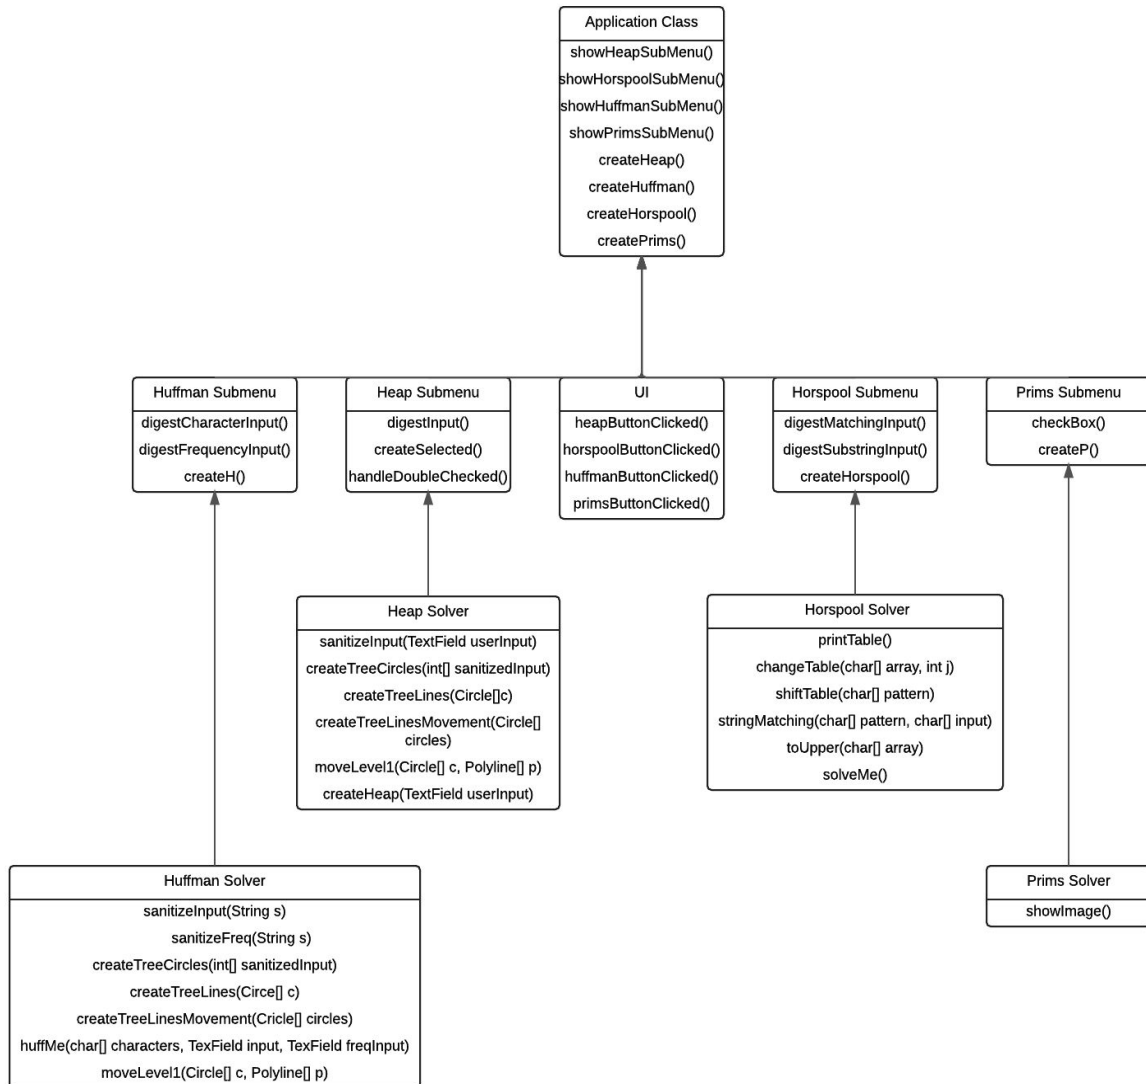 Application Class
showHeapSubMenu()
showHorspoolSubMenu()
showHuffmanSubMenu()
showPrimsSubMenu()
createHeap()
createHuffman()
createHorspool()
createPrims()
Huffman Submenu
digestCharacterInput()
digestFrequencyInput()
createH()
Heap Submenu
digestInput()
createSelected()
handleDoubleChecked()
UI
heapButtonClicked()
horspoolButtonClicked()
huffmanButtonClicked()
primsButtonClicked()
Horspool Submenu
digestMatchingInput()
digestSubstringInput()
createHorspool()
Prims Submenu
checkBox()
createP()
Heap Solver
sanitizeInput(TextField userInput)
createTreeCircles(int[] sanitizedInput)
createTreeLines(Circle[]c)
createTreeLinesMovement(Circle[]
circles)
moveLevel1(Circle[] c, Polyline[] p)
createHeap(TextField userInput)
Horspool Solver
printTable()
changeTable(char[] array, int j)
shiftTable(char[] pattern)
stringMatching(char[] pattern, char[] input)
toUpper(char[] array)
solveMe()
Huffman Solver
sanitizeInput(String s)
sanitizeFreq(String s)
createTreeCircles(int[] sanitizedInput)
createTreeLines(Circe[] c)
createTreeLinesMovement(Cricle[] circles)
huffMe(char[] characters, TexField input, TexField freqInput)
moveLevel1(Circle[] c, Polyline[] p)
Prims Solver
showImage()